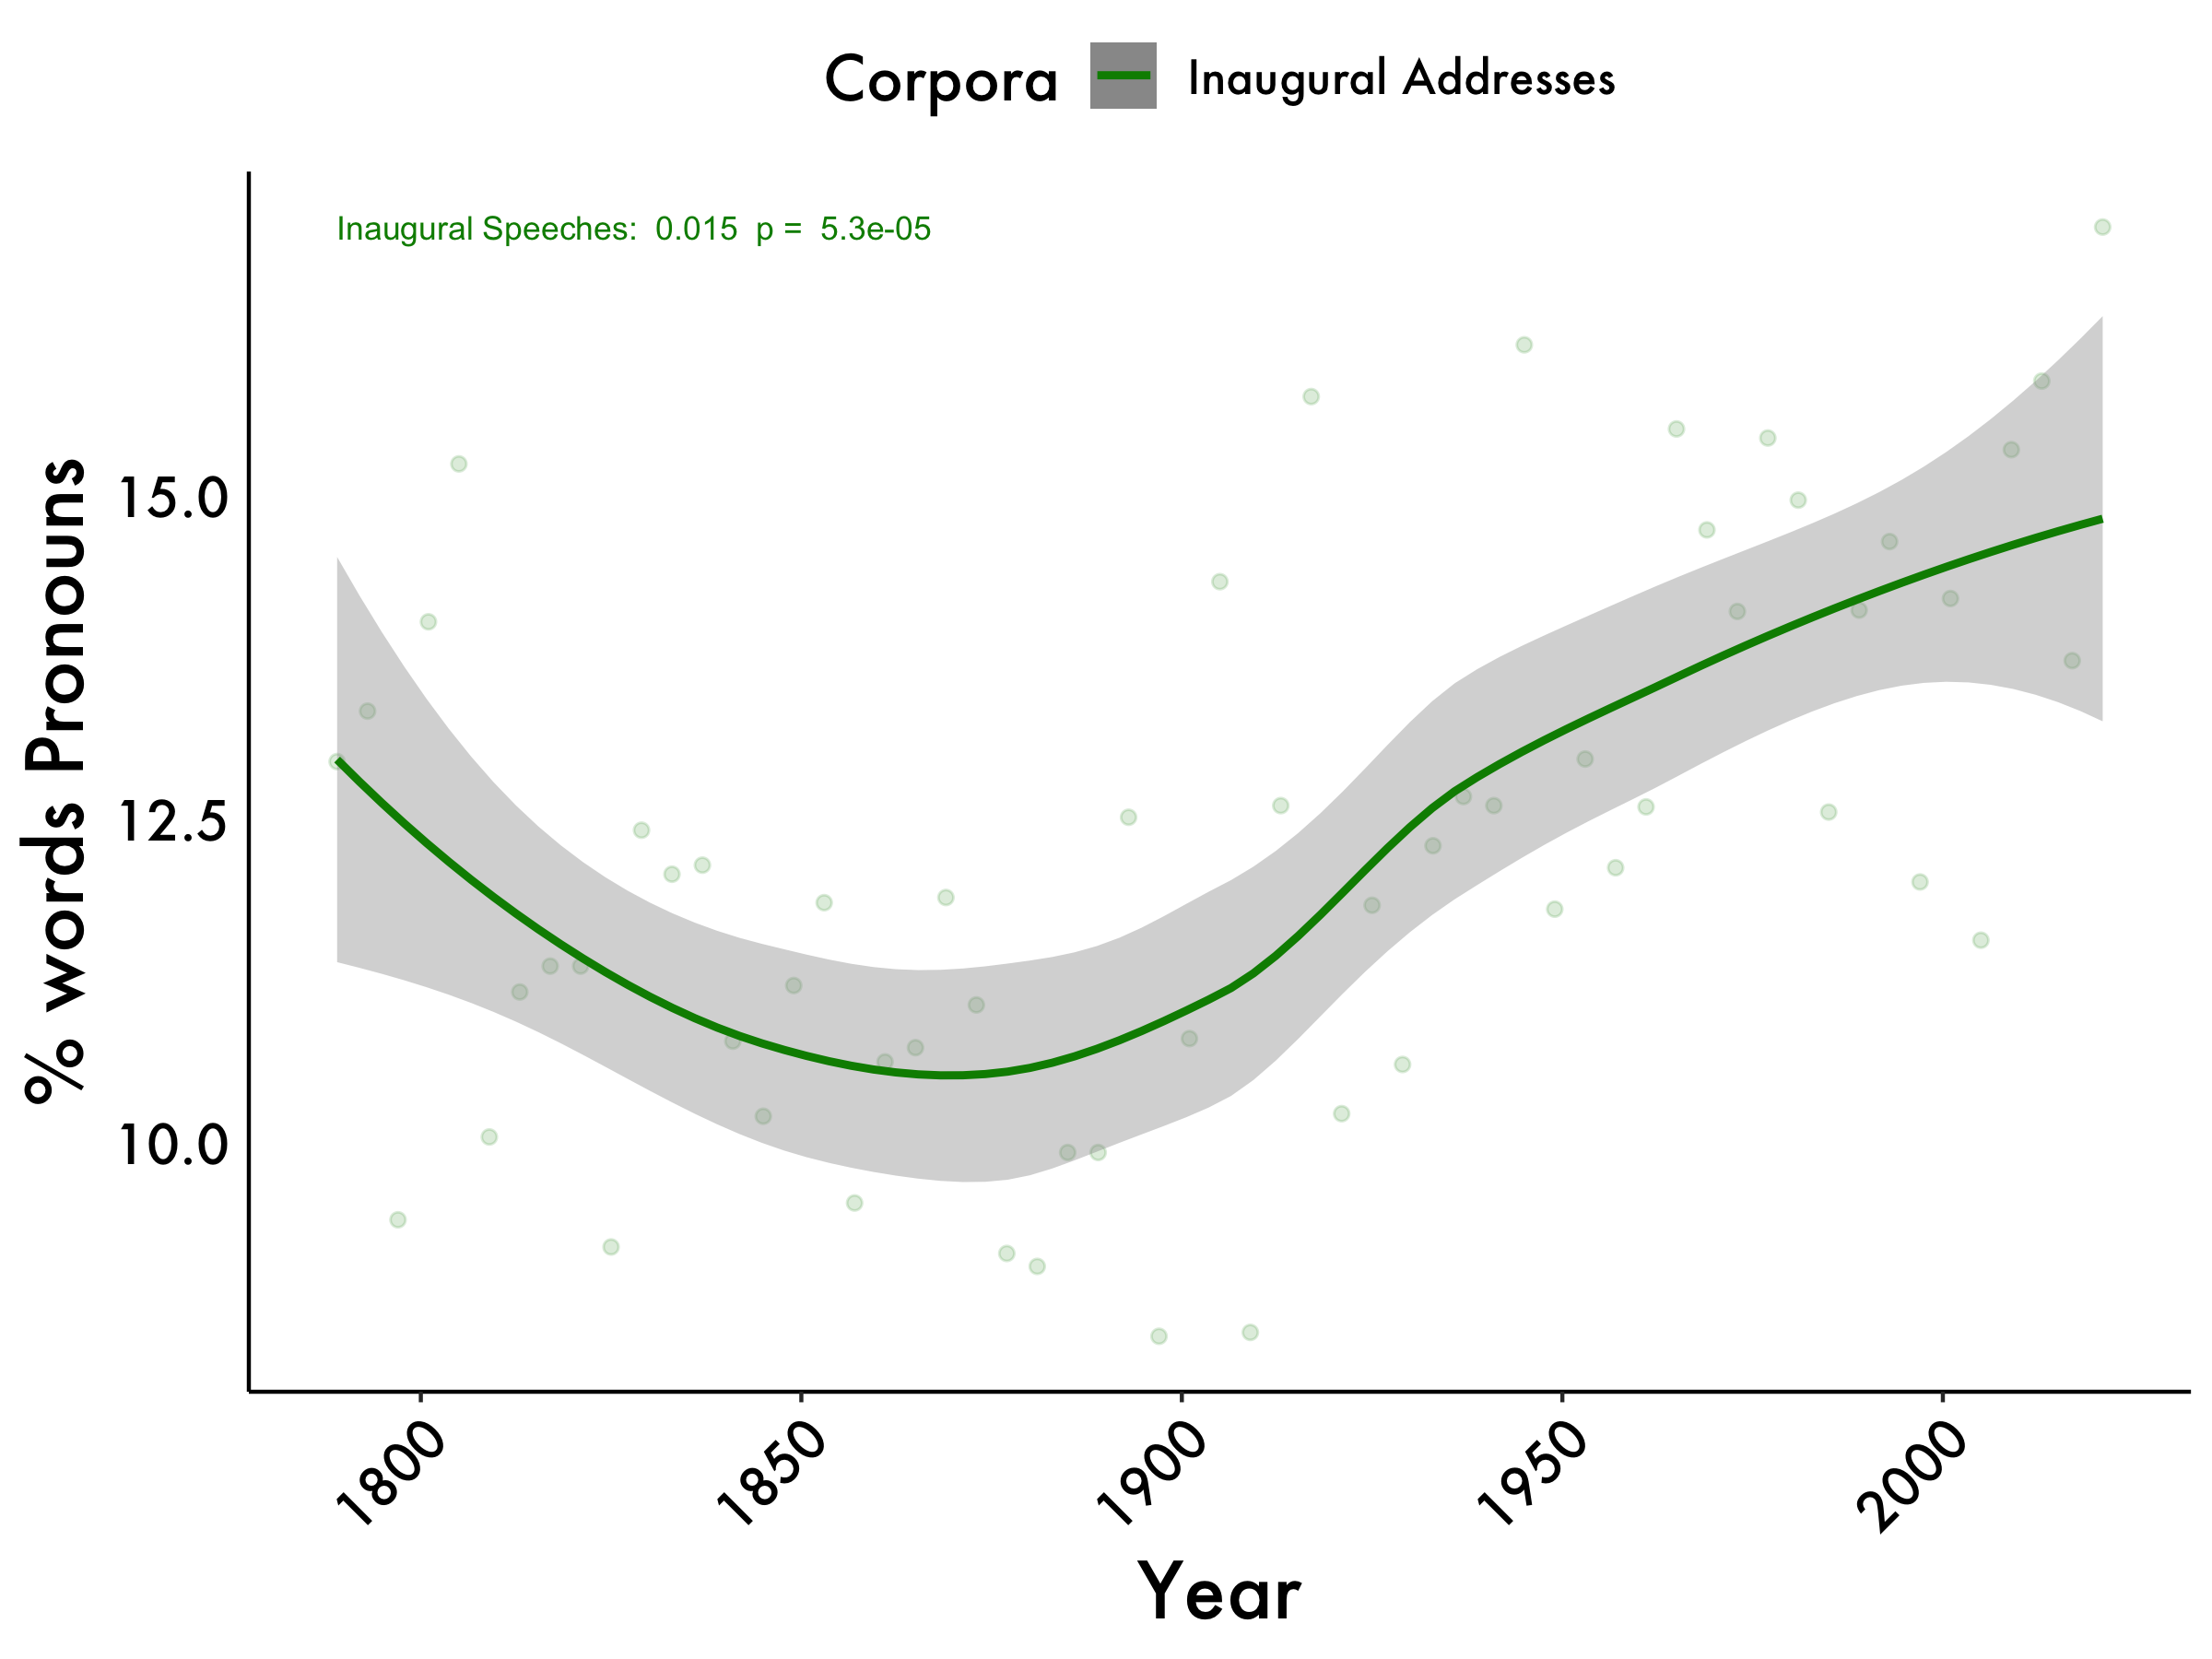 Corpora Inaugural Addresses
Inaugural Speeches: 0.015 p = 5.3e-05
% words Pronouns
15.0
12.5
10.0
1800 1850 1900 1950 2000
Year